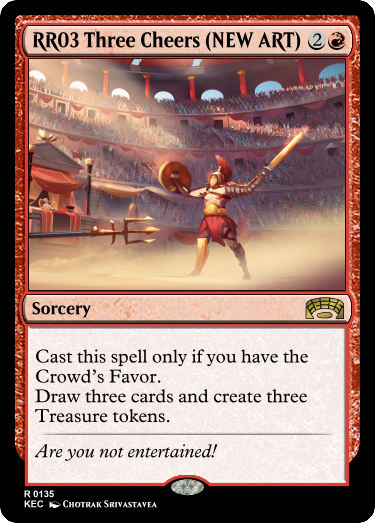 RR03 Three Cheers (NEW ART) 2
Sorcery
Cast this spell only if you have the
Crowd's Favor.
Draw three cards and create three
Treasure tokens.
Are you not entertained!
R 0135
KEC Chotrak Srivastavea